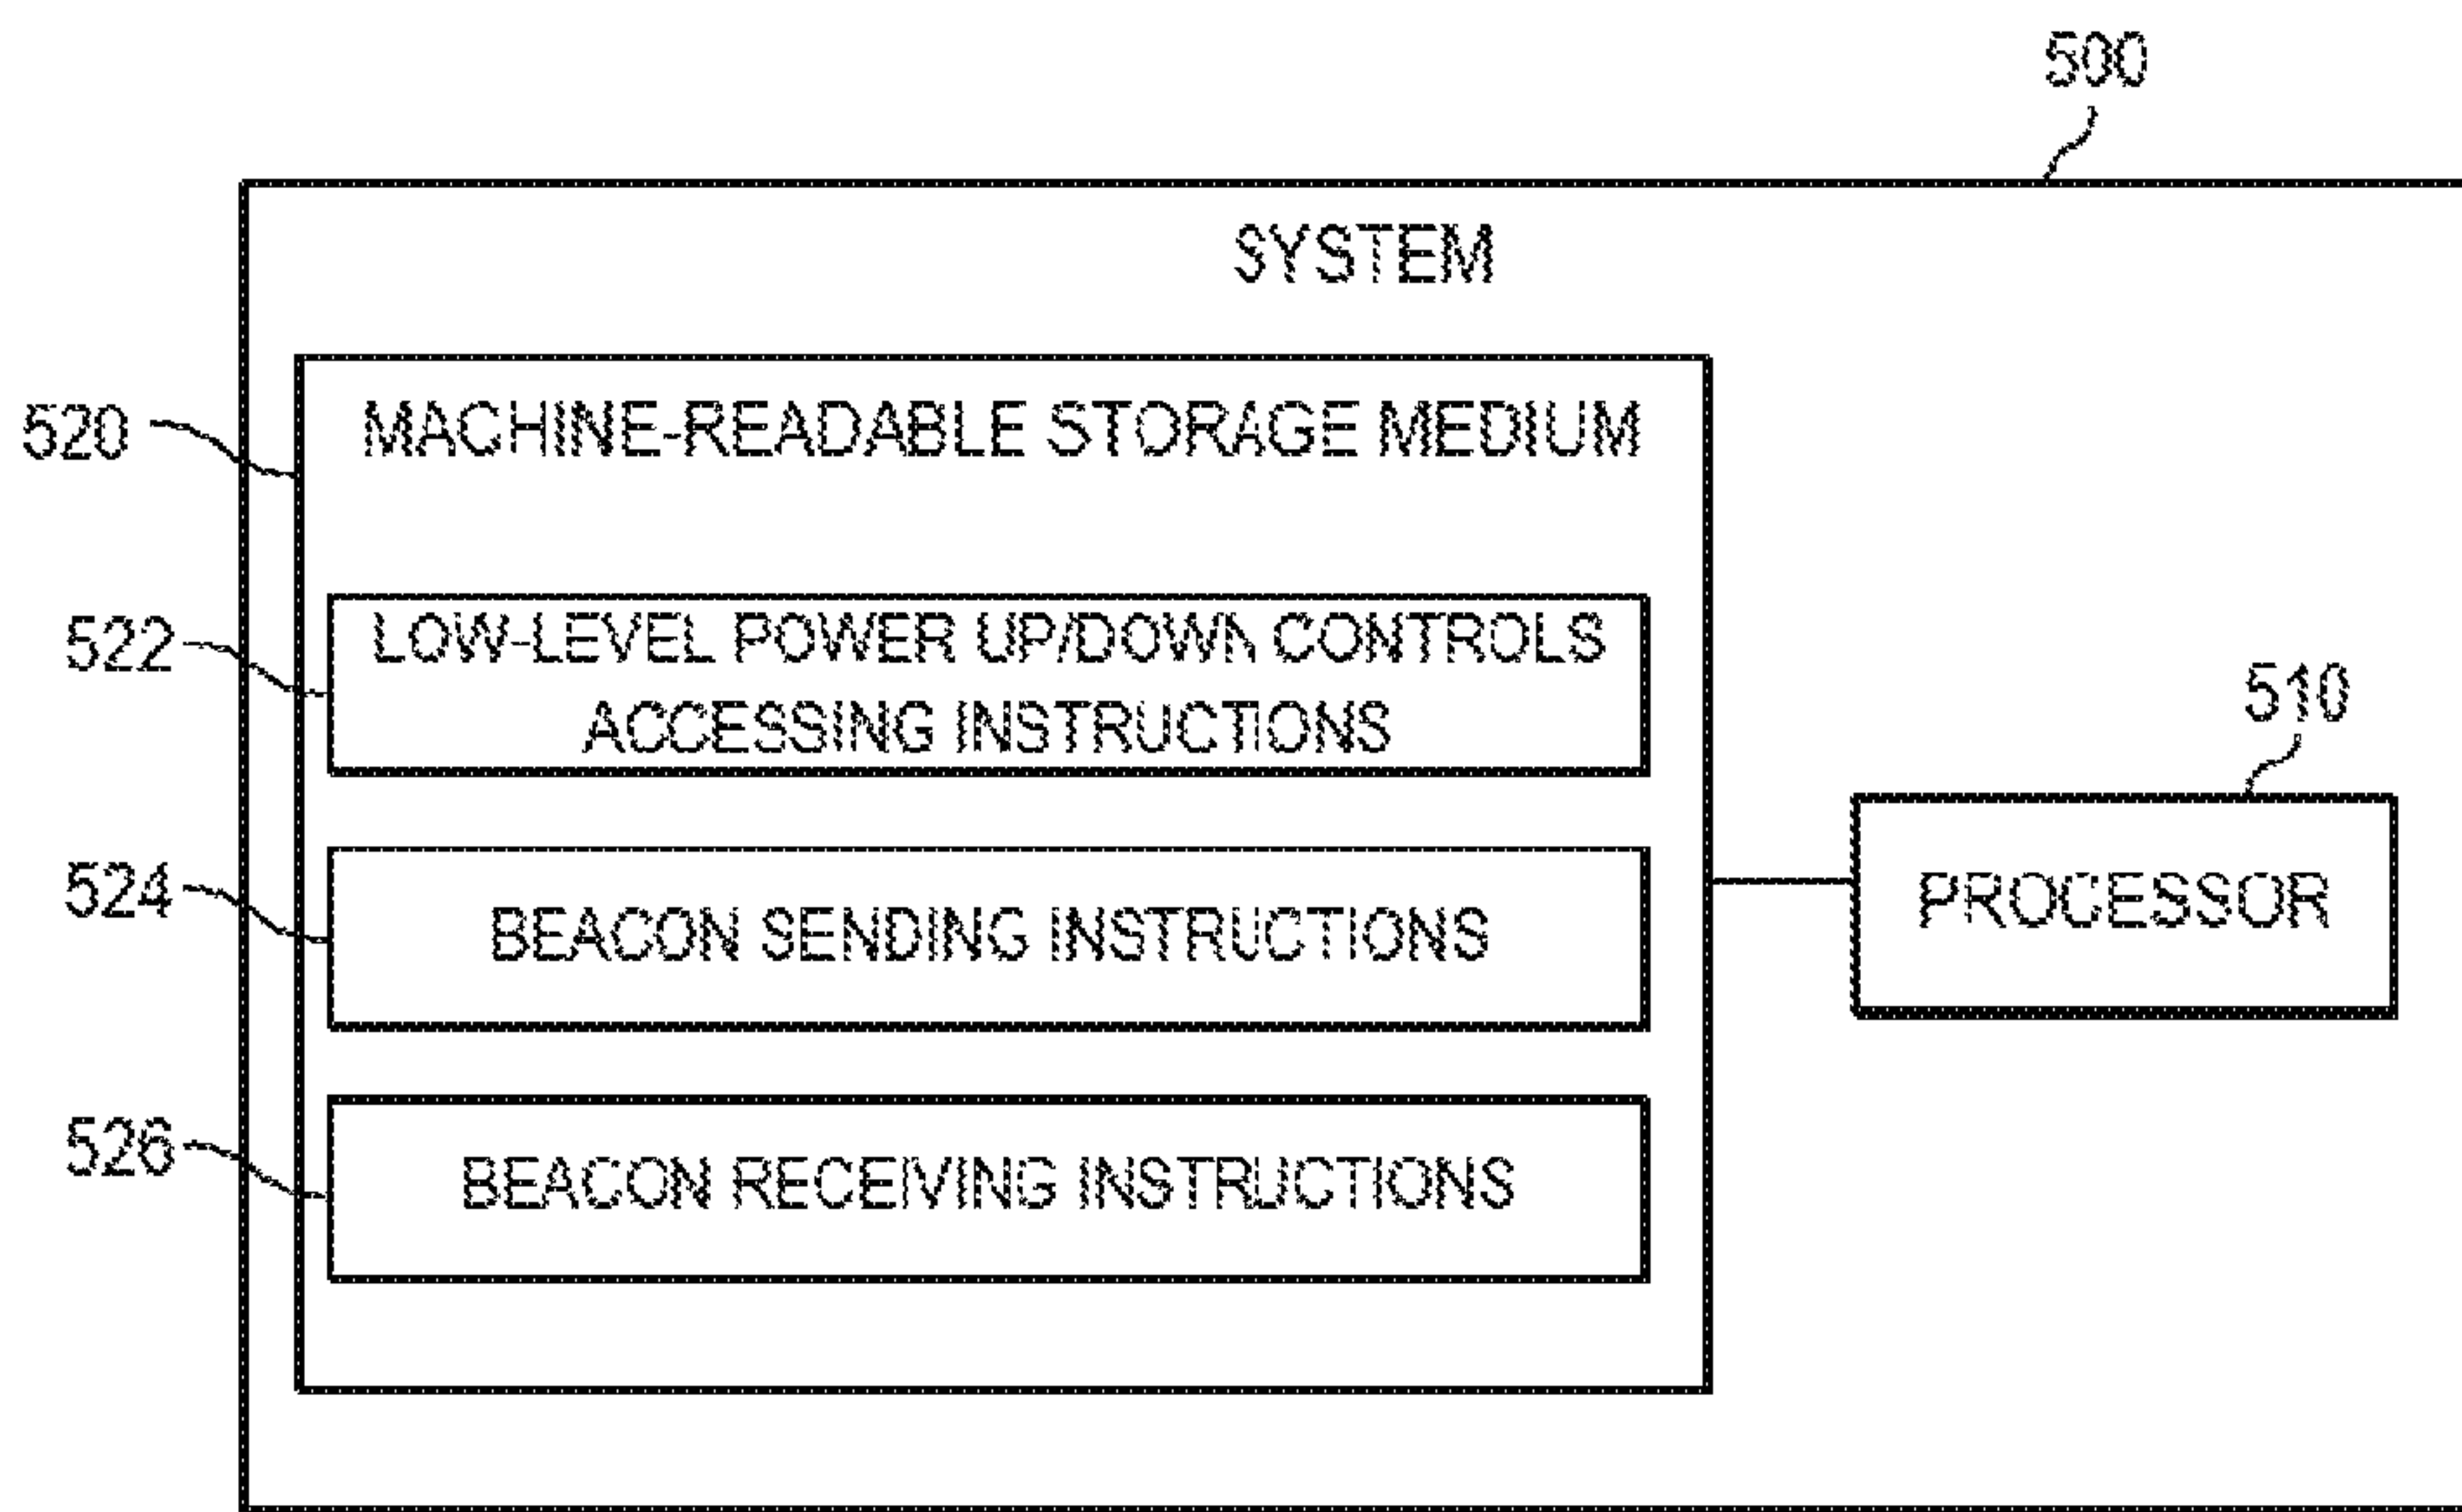 500
SYSTEM
520
MACHINE-READABLE STORAGE MEDIUM
522
LOW-LEVEL POWER UP/DOWN CONTROLS
ACCESSING INSTRUCTIONS
510
524
BEACON SENDING INSTRUCTIONS
PROCESSOR
526
BEACON RECEIVING INSTRUCTIONS